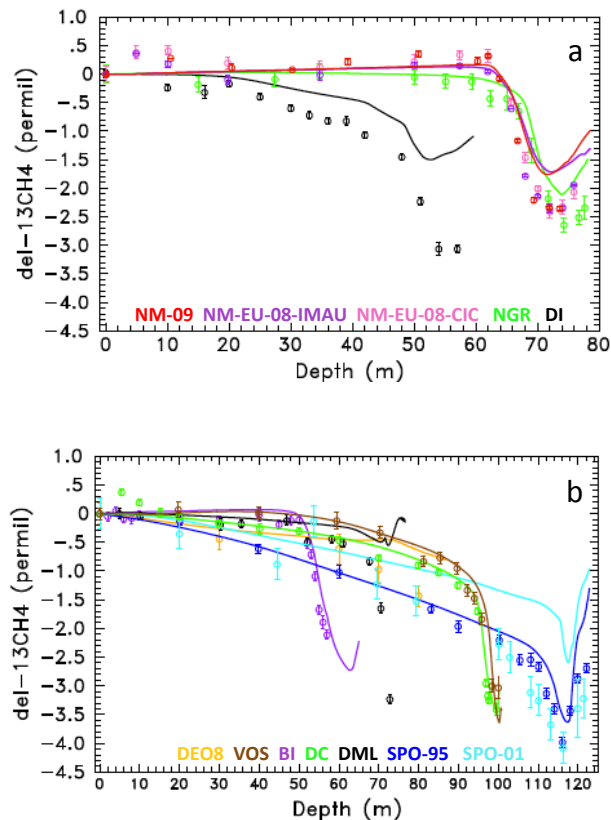 a
1.0
.5
.0
-.5
-1.0
-1.5
-2.0
-2.5
-3.0
-3.5
-4.0
-4.5
del-13CH4 (permil)
NM-09 NM-EU-08-IMAU NM-EU-08-CIC NGR DI
0 10 20 30 40 50 60 70 80
Depth (m)
b
1.0
.5
.0
-.5
-1.0
-1.5
-2.0
-2.5
-3.0
-3.5
-4.0
-4.5
del-13CH4 (permil)
DEO8 VOS BI DC DML SPO-95 SPO-01
0 10 20 30 40 50 60 70 80 90 100 110 120
Depth (m)